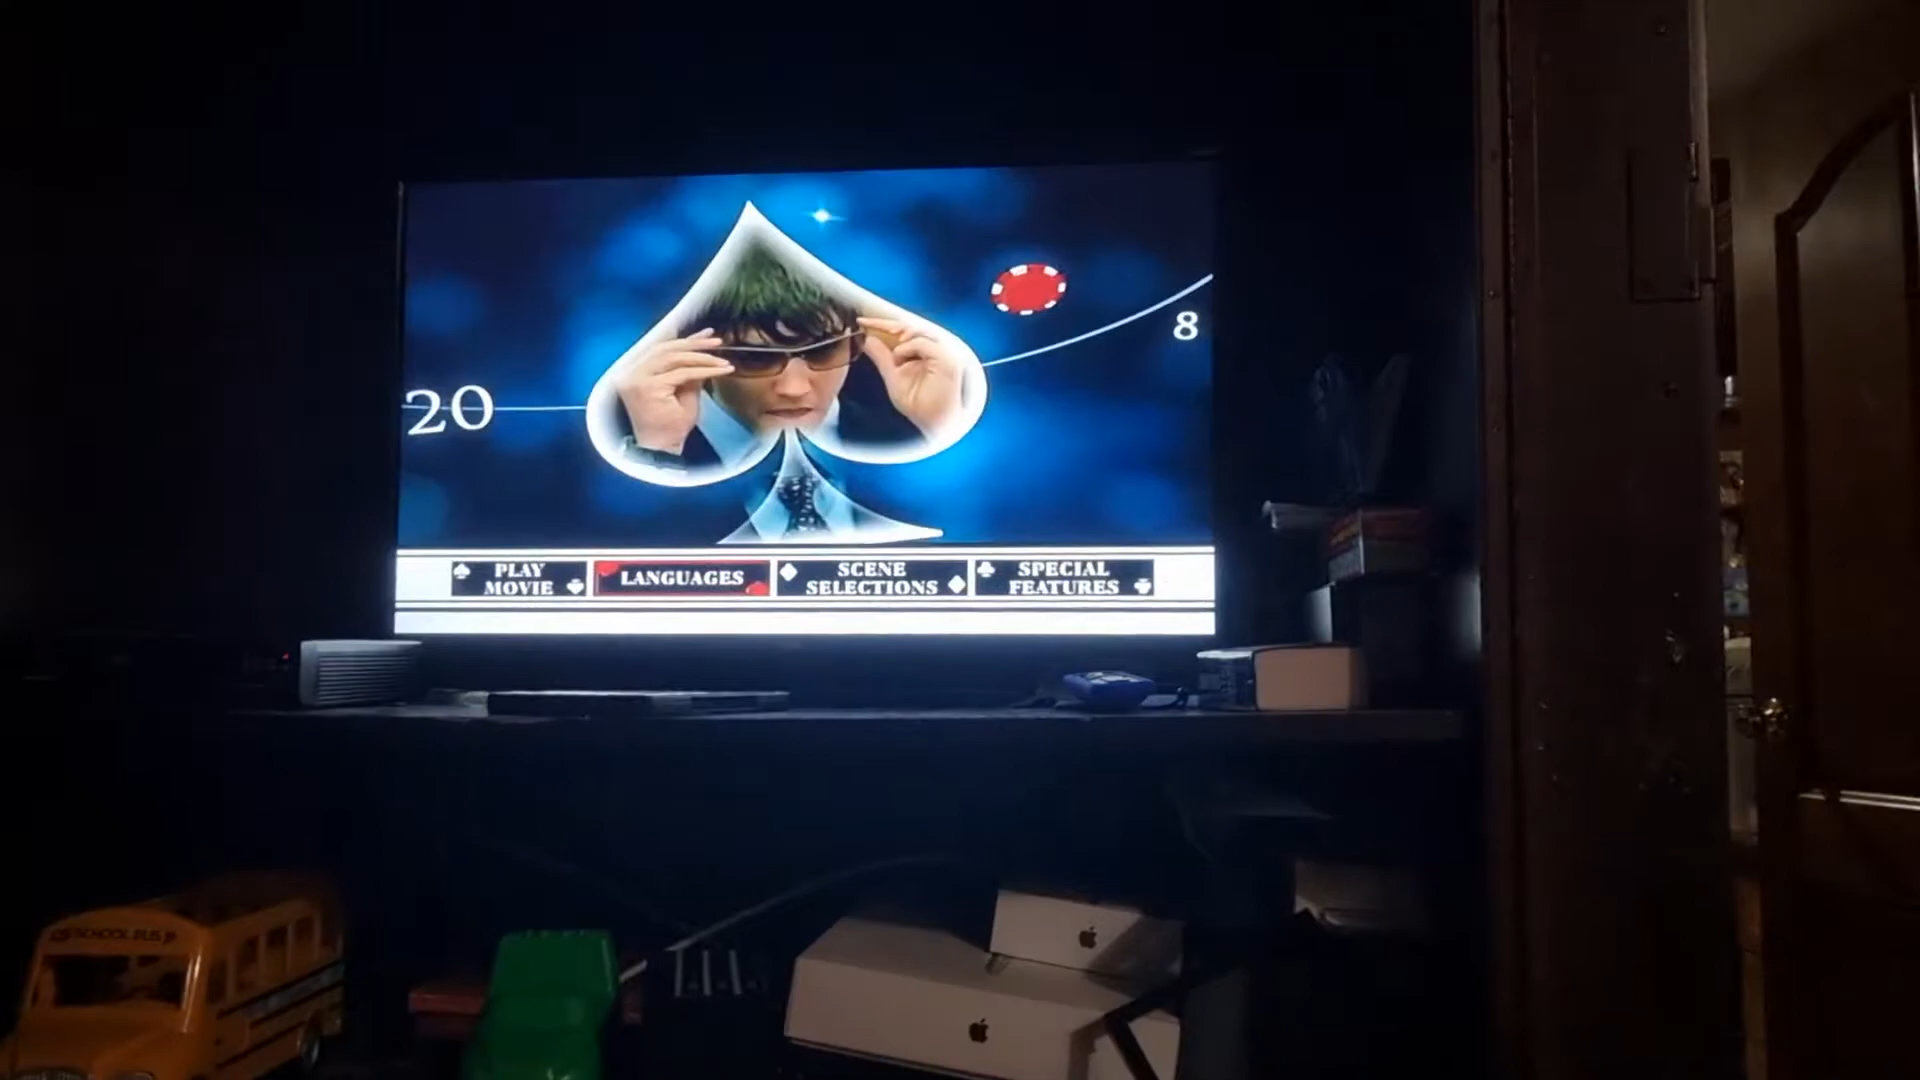 20
8
PLAY
MOVIE
LANGUAGES
SCENE
SELECTIONS
SPECIAL
FEATURES
SCHOOL BUS